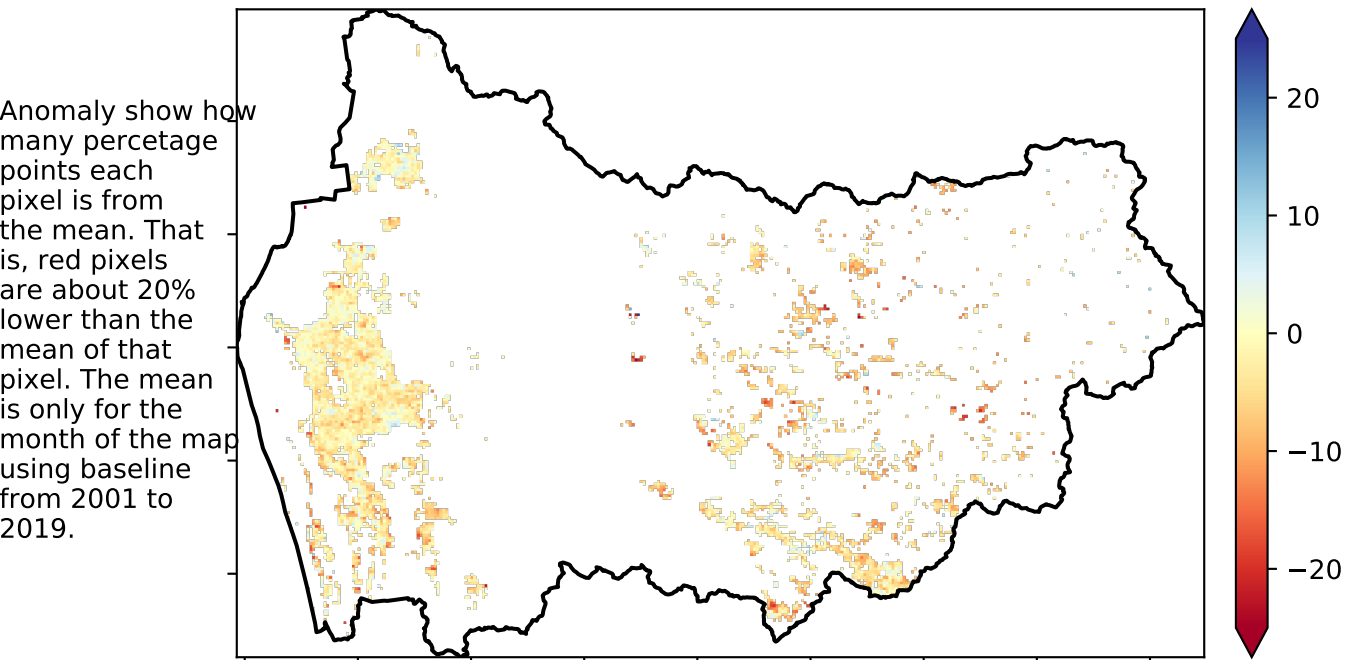 Anomaly show how
many percetage
points each
pixel is from
the mean. That
is, red pixels
are about 20%
lower than the
mean of that
pixel. The mean
is only for the
month of the map
using baseline
from 2001 to
2019.
20
10
0
−10
−20